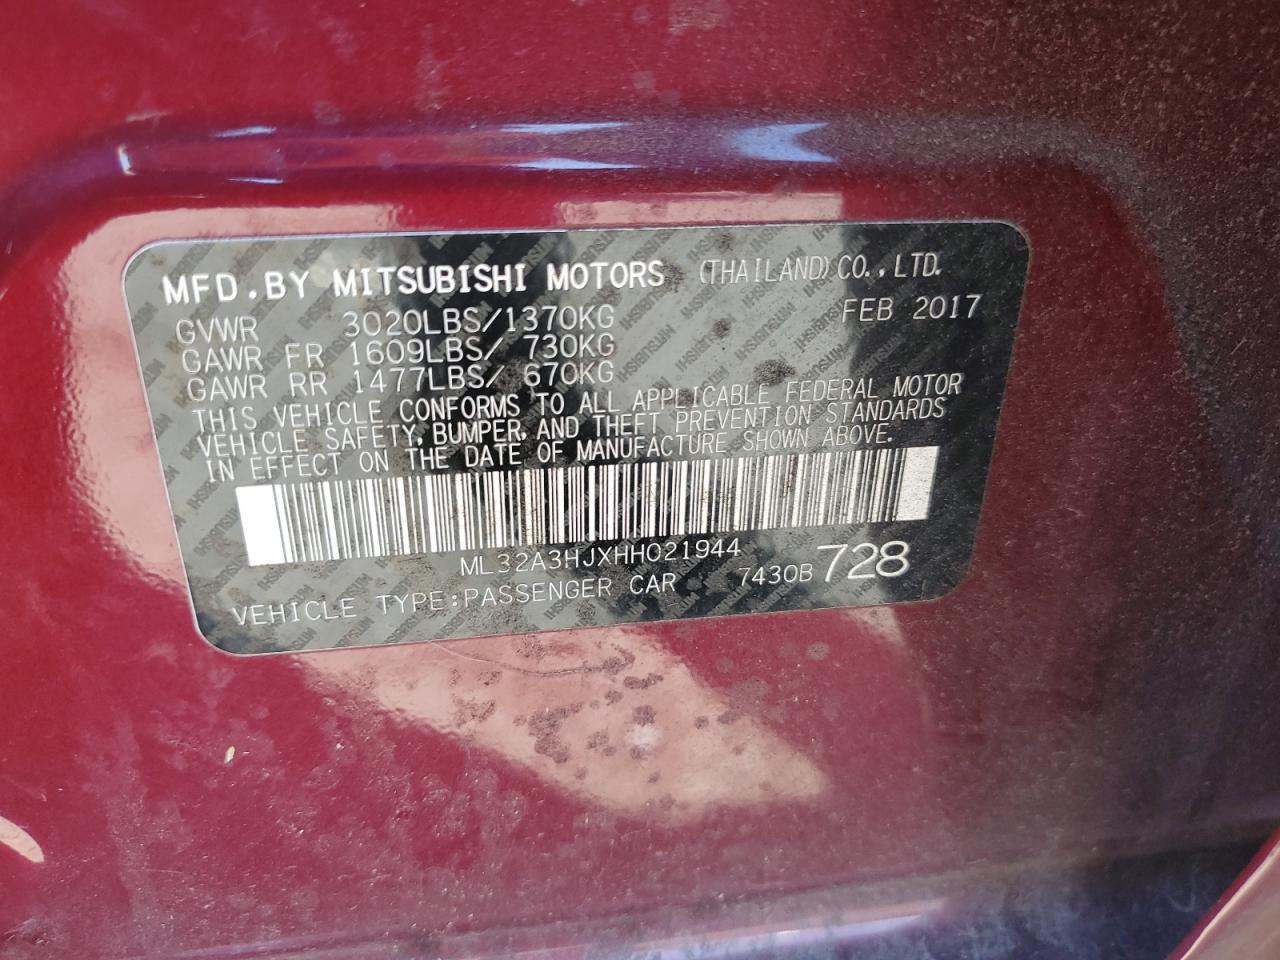 MFD.BY MITSUBISHI MOTORS (THAILAND)CO.,LTD.
GVWR 3020LBS/1370KG FEB 2017
GAWR FR 1609LBS/ 730KG
GAWR RR 1477LBS/ 670KG
THIS VEHICLE CONFORMS TO ALL APPLICABLE FEDERAL MOTOR
VEHICLE SAFETY, BUMPER, AND THEFT PREVENTION STANDARDS
IN EFFECT ON THE DATE OF MANUFACTURE SHOWN ABOVE.
ML32A3HJXHH021944
VEHICLE TYPE:PASSENGER CAR 7430B 728